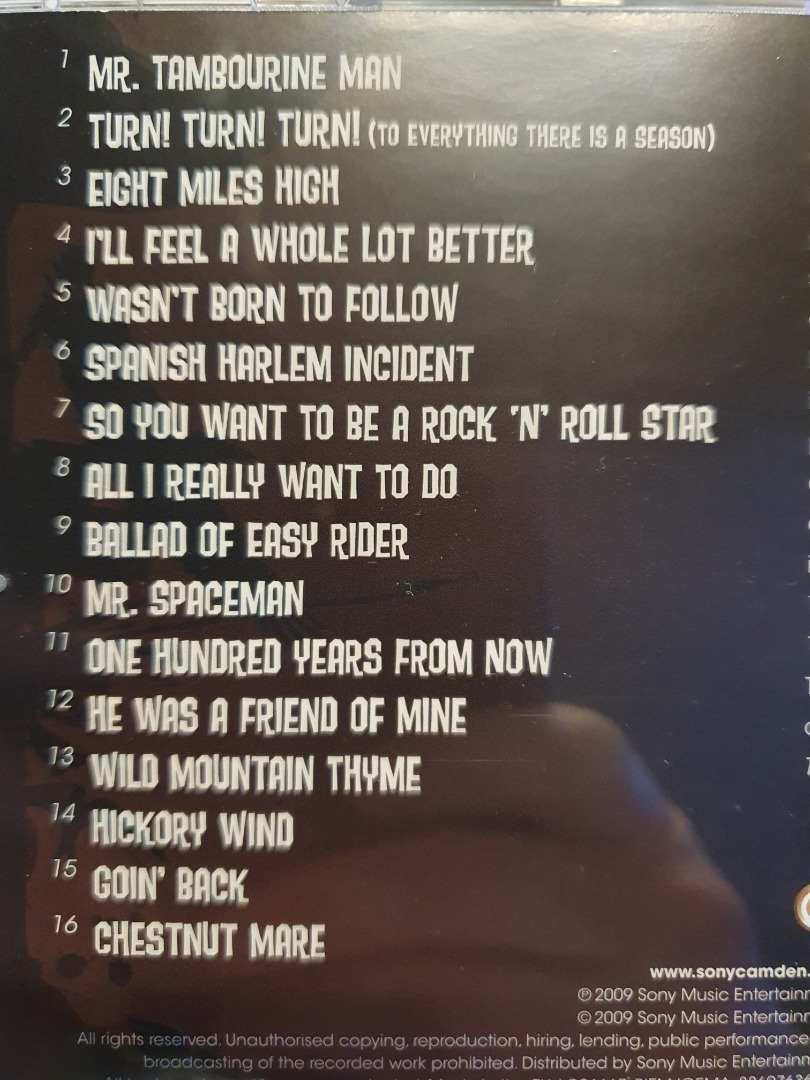 1 MR. TAMBOURINE MAN
2 TURN! TURN! TURN! (TO EVERYTHING THERE IS A SEASON)
3 EIGHT MILES HIGH
4 I'LL FEEL A WHOLE LOT BETTER
5 WASN'T BORN TO FOLLOW
6 SPANISH HARLEM INCIDENT
7 SO YOU WANT TO BE A ROCK 'N' ROLL STAR
8 ALL I REALLY WANT TO DO
9 BALLAD OF EASY RIDER
10 MR. SPACEMAN
11 ONE HUNDRED YEARS FROM NOW
12 HE WAS A FRIEND OF MINE
13 WILD MOUNTAIN THYME
14 HICKORY WIND
15 GOIN' BACK
16 CHESTNUT MARE
www.sonycamden.
℗ 2009 Sony Music Entertainm
© 2009 Sony Music Entertainm
All rights reserved. Unauthorised copying, reproduction, hiring, lending, public performance
broadcasting of the recorded work prohibited. Distributed by Sony Music Entertainm